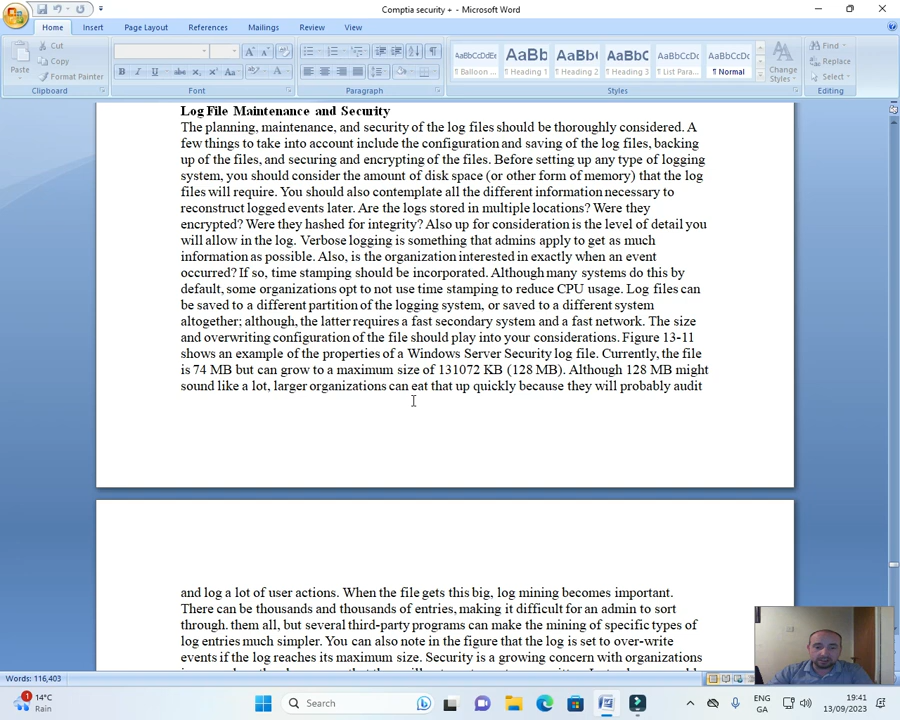 Comptia security + - Microsoft Word
Home Insert Page Layout References Mailings Review View
Cut
Copy
Format Painter
Paste
Clipboard
Font
Paragraph
AaBbCcDdEe AaBb AaBb( AaBbC AaBbCcDc AaBbCcDc
Balloon ... Heading 1 Heading 2 Heading 3 List Para... Normal
Change Styles
Styles
Find
Replace
Select
Editing
Log File Maintenance and Security
The planning, maintenance, and security of the log files should be thoroughly considered. A
few things to take into account include the configuration and saving of the log files, backing
up of the files, and securing and encrypting of the files. Before setting up any type of logging
system, you should consider the amount of disk space (or other form of memory) that the log
files will require. You should also contemplate all the different information necessary to
reconstruct logged events later. Are the logs stored in multiple locations? Were they
encrypted? Were they hashed for integrity? Also up for consideration is the level of detail you
will allow in the log. Verbose logging is something that admins apply to get as much
information as possible. Also, is the organization interested in exactly when an event
occurred? If so, time stamping should be incorporated. Although many systems do this by
default, some organizations opt to not use time stamping to reduce CPU usage. Log files can
be saved to a different partition of the logging system, or saved to a different system
altogether; although, the latter requires a fast secondary system and a fast network. The size
and overwriting configuration of the file should play into your considerations. Figure 13-11
shows an example of the properties of a Windows Server Security log file. Currently, the file
is 74 MB but can grow to a maximum size of 131072 KB (128 MB). Although 128 MB might
sound like a lot, larger organizations can eat that up quickly because they will probably audit
and log a lot of user actions. When the file gets this big, log mining becomes important.
There can be thousands and thousands of entries, making it difficult for an admin to sort
through. them all, but several third-party programs can make the mining of specific types of
log entries much simpler. You can also note in the figure that the log is set to over-write
events if the log reaches its maximum size. Security is a growing concern with organizations
Words: 116,403
14°C
Rain
Search
ENG
GA
19:41
13/09/2023